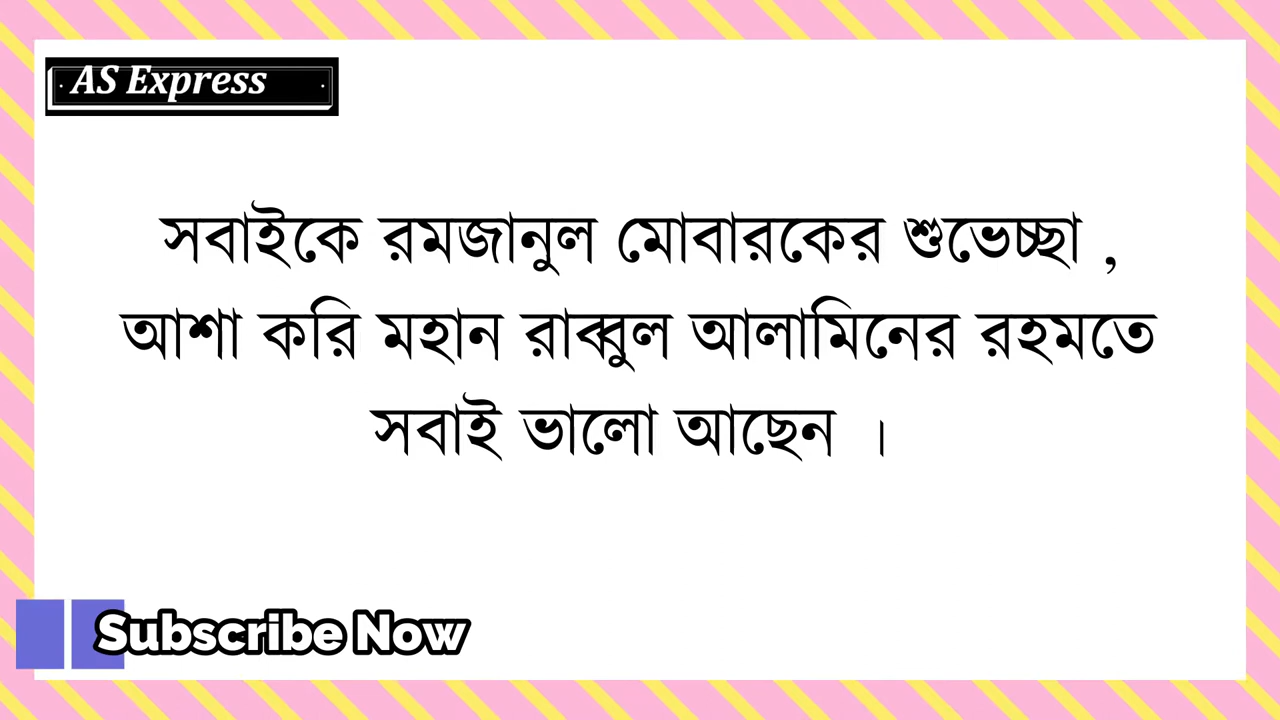 AS Express
সবাইকে রমজানুল মোবারকের শুভেচ্ছা ,
আশা করি মহান রাব্বুল আলামিনের রহমতে
সবাই ভালো আছেন ।
Subscribe Now